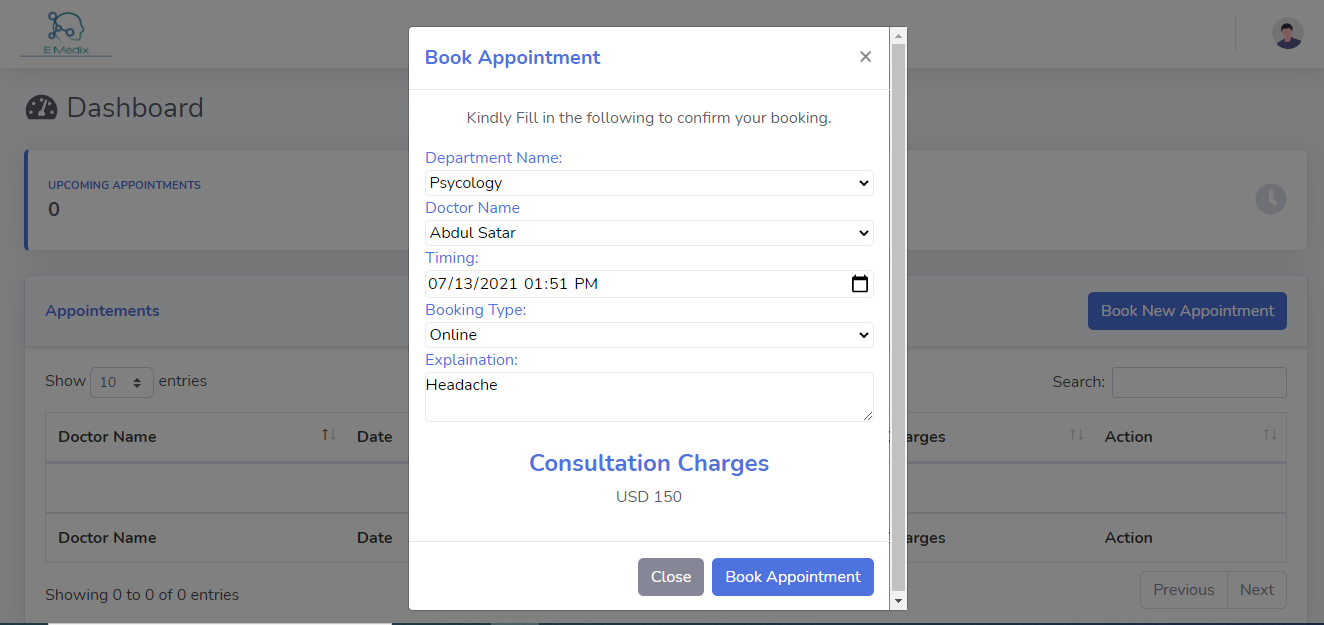 E Medix
Dashboard
UPCOMING APPOINTMENTS
0
Appointements
Book New Appointment
Show 10 entries
Search:
Doctor Name Date arges Action
Doctor Name Date arges Action
Showing 0 to 0 of 0 entries
Previous Next
Book Appointment ×
Kindly Fill in the following to confirm your booking.
Department Name:
Psycology
Doctor Name
Abdul Satar
Timing:
07/13/2021 01:51 PM
Booking Type:
Online
Explaination:
Headache
Consultation Charges
USD 150
Close Book Appointment